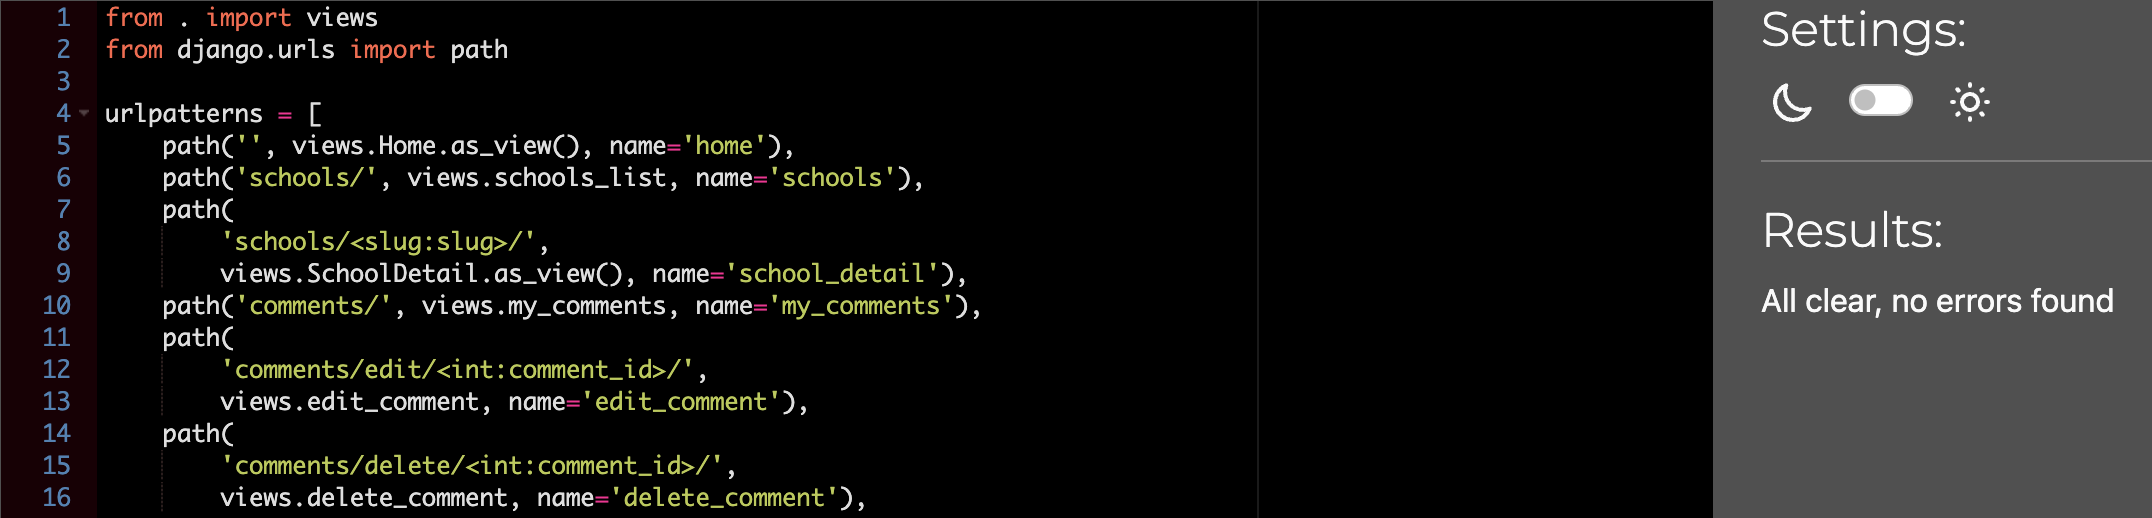 1 from . import views
2 from django.urls import path
3
4 urlpatterns = [
5 path('', views.Home.as_view(), name='home'),
6 path('schools/', views.schools_list, name='schools'),
7 path(
8 'schools/<slug:slug>/',
9 views.SchoolDetail.as_view(), name='school_detail'),
10 path('comments/', views.my_comments, name='my_comments'),
11 path(
12 'comments/edit/<int:comment_id>/',
13 views.edit_comment, name='edit_comment'),
14 path(
15 'comments/delete/<int:comment_id>/',
16 views.delete_comment, name='delete_comment'),
Settings:
Results:
All clear, no errors found